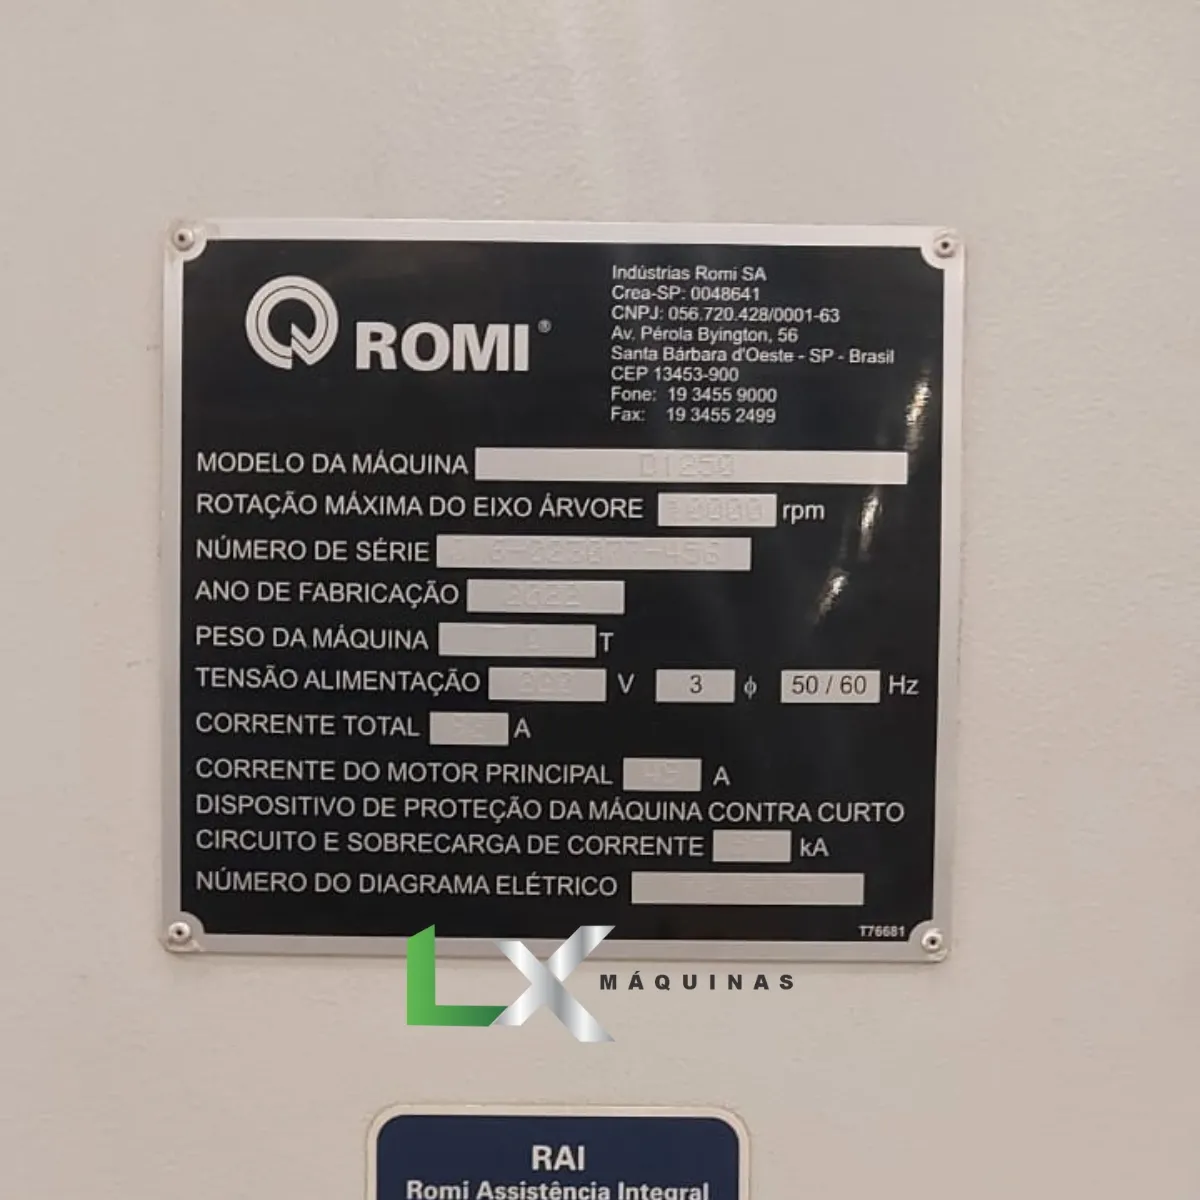 ROMI®
Indústrias Romi SA
Crea-SP: 0048641
CNPJ: 056.720.428/0001-63
Av. Pérola Byington, 56
Santa Bárbara d'Oeste - SP - Brasil
CEP 13453-900
Fone: 19 3455 9000
Fax: 19 3455 2499
MODELO DA MÁQUINA D1250
ROTAÇÃO MÁXIMA DO EIXO ÁRVORE 10000 rpm
NÚMERO DE SÉRIE
ANO DE FABRICAÇÃO 2022
PESO DA MÁQUINA T
TENSÃO ALIMENTAÇÃO V 3 ϕ 50 / 60 Hz
CORRENTE TOTAL A
CORRENTE DO MOTOR PRINCIPAL A
DISPOSITIVO DE PROTEÇÃO DA MÁQUINA CONTRA CURTO
CIRCUITO E SOBRECARGA DE CORRENTE kA
NÚMERO DO DIAGRAMA ELÉTRICO
T76681
LX MÁQUINAS
RAI
Romi Assistência Integral